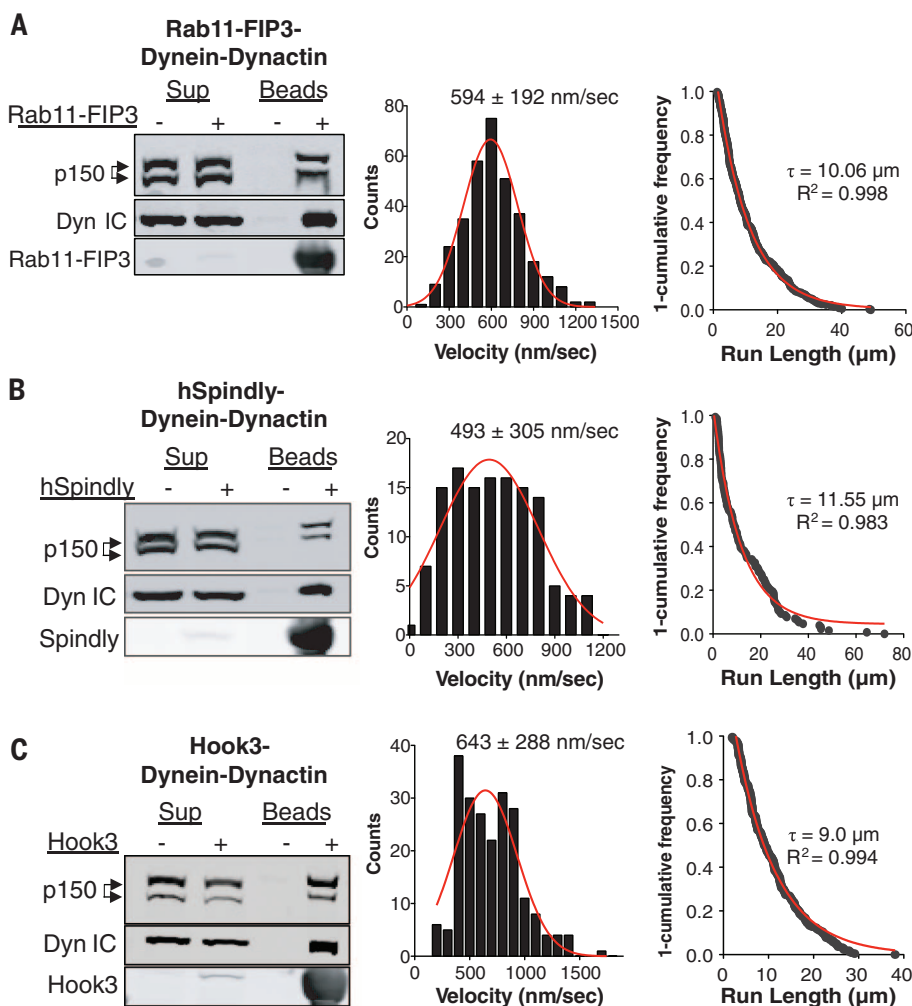 A
Rab11-FIP3-
Dynein-Dynactin
Sup Beads
Rab11-FIP3 - + - +
p150
Dyn IC
Rab11-FIP3
594 ± 192 nm/sec
Counts
80
60
40
20
0
0 300 600 900 1200 1500
Velocity (nm/sec)
1-cumulative frequency
1.0
0.8
0.6
0.4
0.2
0.0
τ = 10.06 µm
R² = 0.998
0 20 40 60
Run Length (µm)
B
hSpindly-
Dynein-Dynactin
Sup Beads
hSpindly - + - +
p150
Dyn IC
Spindly
493 ± 305 nm/sec
Counts
20
15
10
5
0
0 300 600 900 1200
Velocity (nm/sec)
1-cumulative frequency
1.0
0.8
0.6
0.4
0.2
0.0
τ = 11.55 µm
R² = 0.983
0 20 40 60 80
Run Length (µm)
C
Hook3-
Dynein-Dynactin
Sup Beads
Hook3 - + - +
p150
Dyn IC
Hook3
643 ± 288 nm/sec
Counts
40
30
20
10
0
0 500 1000 1500
Velocity (nm/sec)
1-cumulative frequency
1.0
0.8
0.6
0.4
0.2
0.0
τ = 9.0 µm
R² = 0.994
0 10 20 30 40
Run Length (µm)